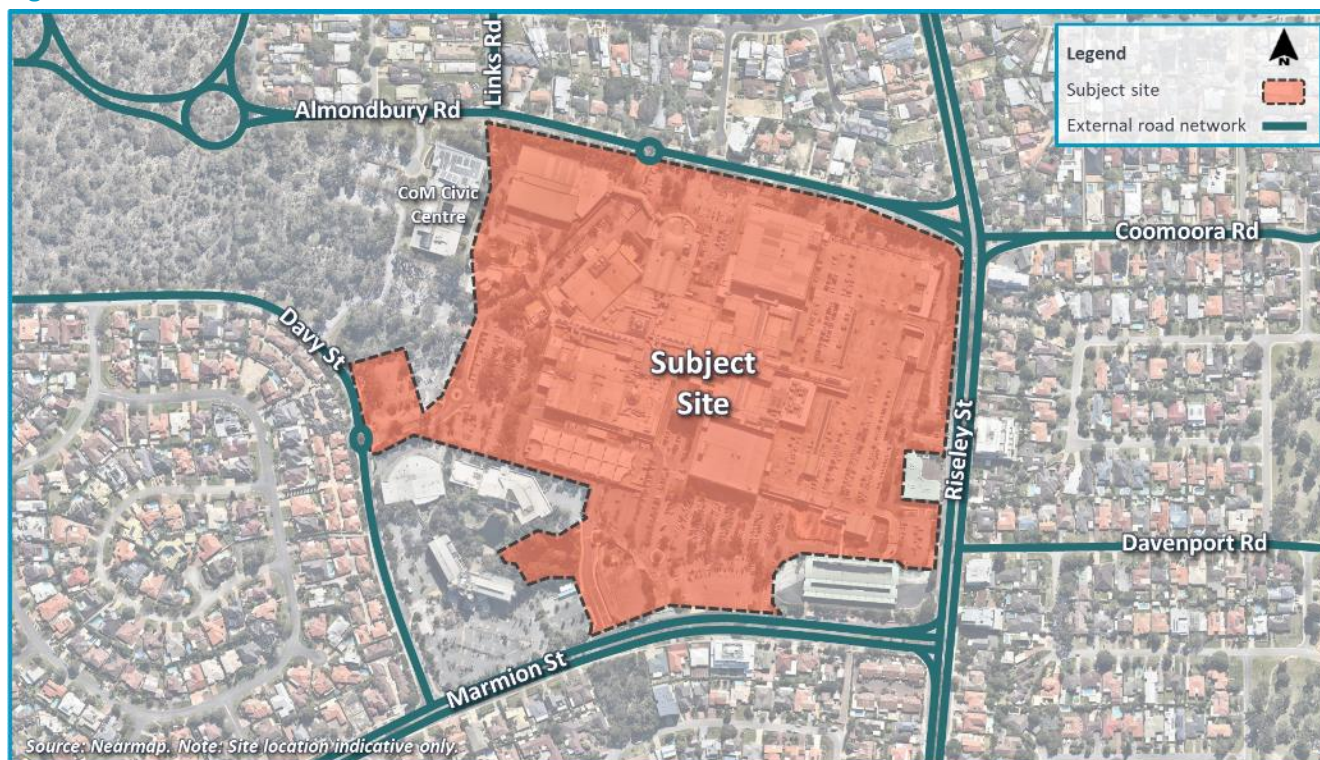 Legend
N
Subject site
External road network
Links Rd
Almondbury Rd
CoM Civic
Centre
Coomoora Rd
Davy St
Subject
Site
Riseley St
Davenport Rd
Marmion St
Source: Nearmap. Note: Site location indicative only.